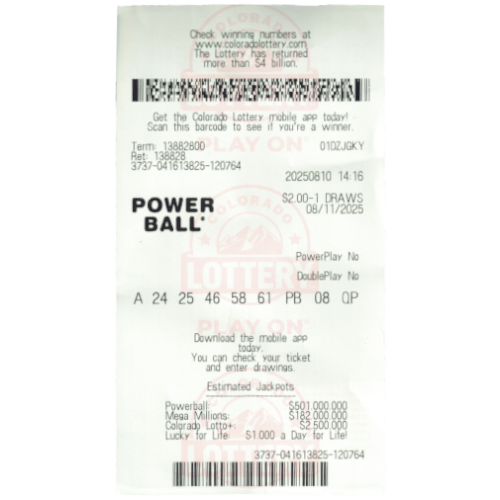 Check winning numbers at
www.coloradolottery.com
The Lottery has returned
more than $4 billion.
Get the Colorado Lottery mobile app today!
Scan this barcode to see if you're a winner.
Term: 13882800 01DZJGKY
Ret: 138828
3737-041613825-120764
20250810 14:16
$2.00-1 DRAWS
08/11/2025
POWER
BALL
COLORADO
LOTTERY
PLAY ON
PowerPlay No
DoublePlay No
A 24 25 46 58 61 PB 08 QP
Download the mobile app
today.
You can check your ticket
and enter drawings.
Estimated Jackpots
Powerball: $501,000,000
Mega Millions: $182,000,000
Colorado Lotto+: $2,500,000
Lucky for Life: $1,000 a Day for Life!
3737-041613825-120764